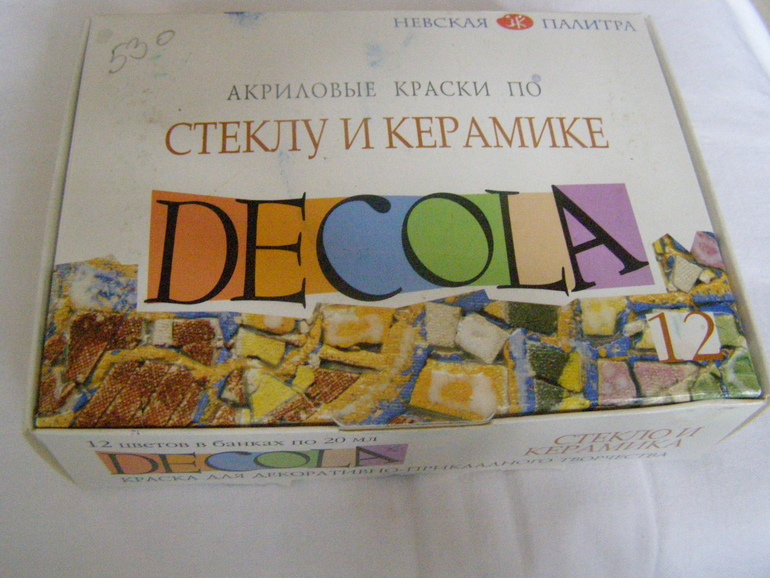 530
НЕВСКАЯ ПАЛИТРА
АКРИЛОВЫЕ КРАСКИ ПО
СТЕКЛУ И КЕРАМИКЕ
DECOLA
12
12 цветов в банках по 20 мл
DECOLA
СТЕКЛО И
КЕРАМИКА
КРАСКА ДЛЯ ДЕКОРАТИВНО-ПРИКЛАДНОГО ТВОРЧЕСТВА